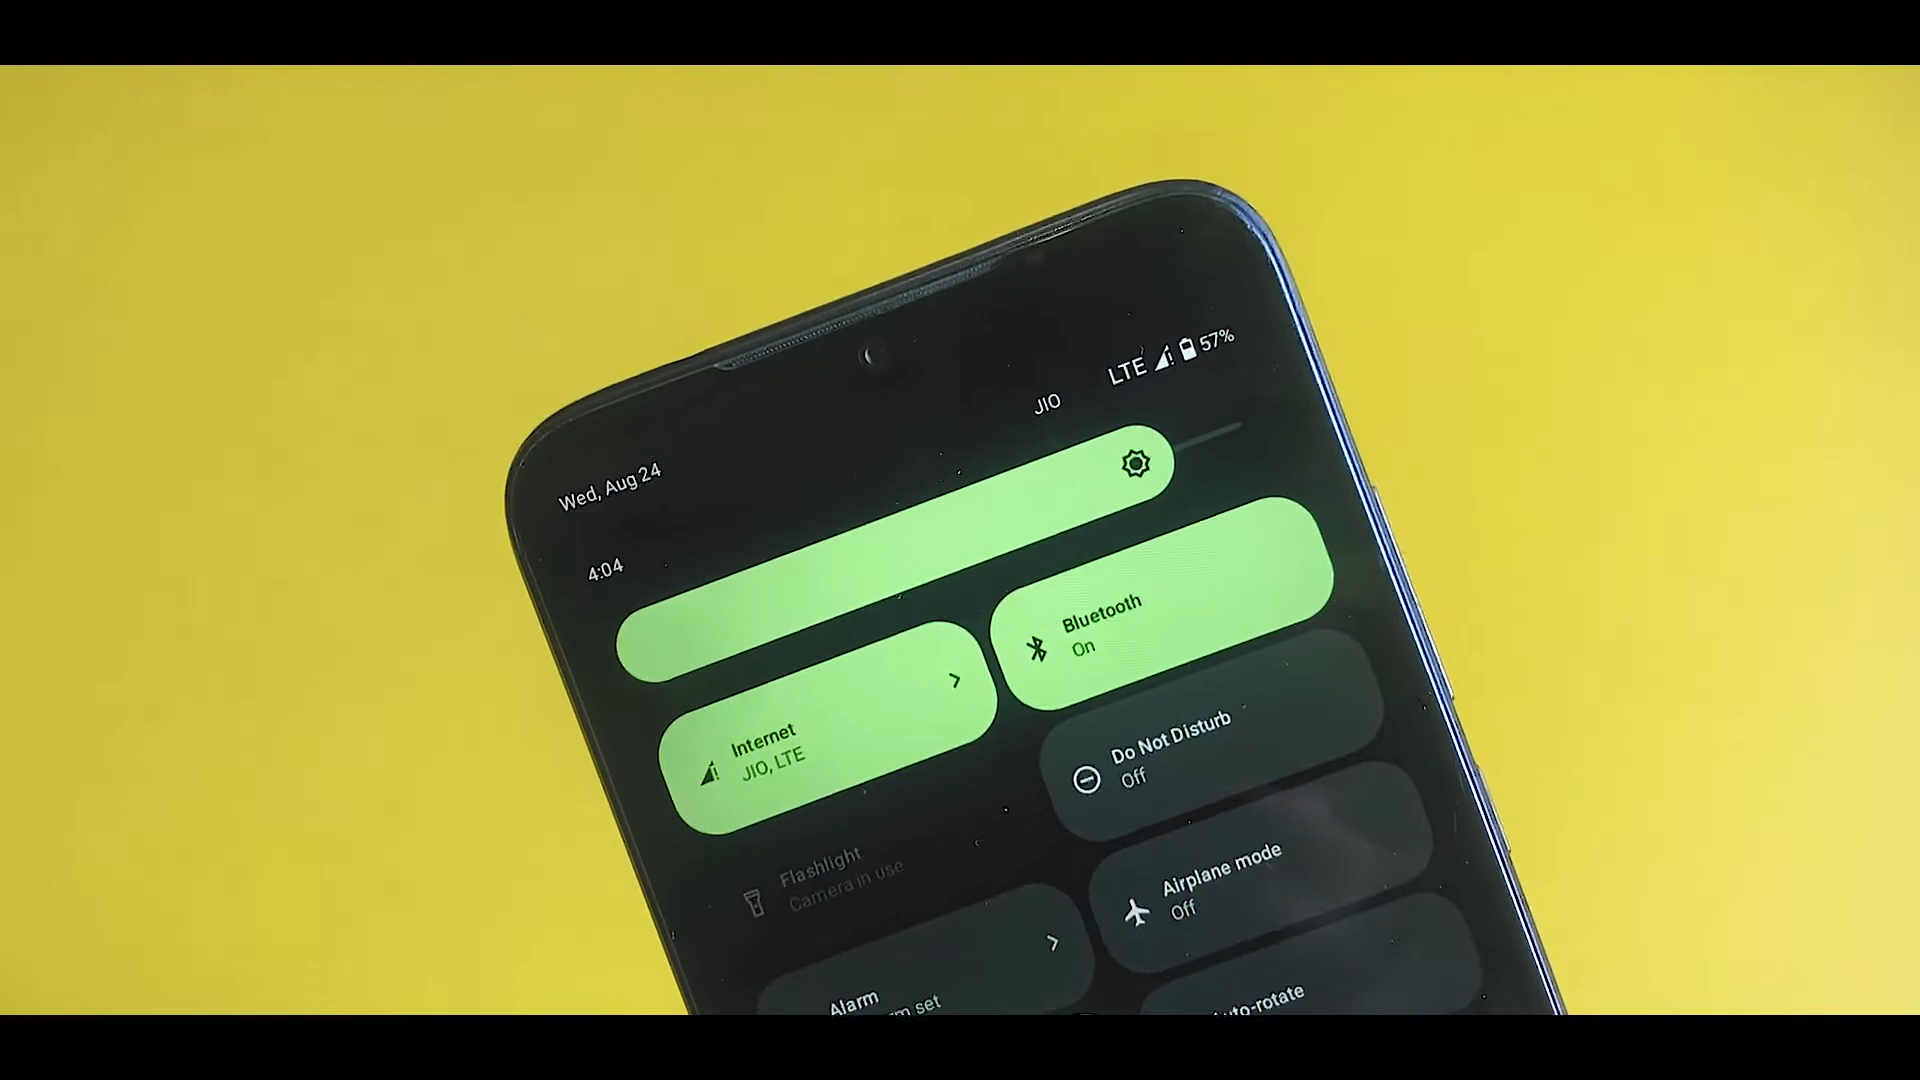 LTE 57%
JIO
Wed, Aug 24
4:04
Bluetooth
On
Internet
JIO, LTE
Do Not Disturb
Off
Flashlight
Camera in use
Airplane mode
Off
Alarm
set